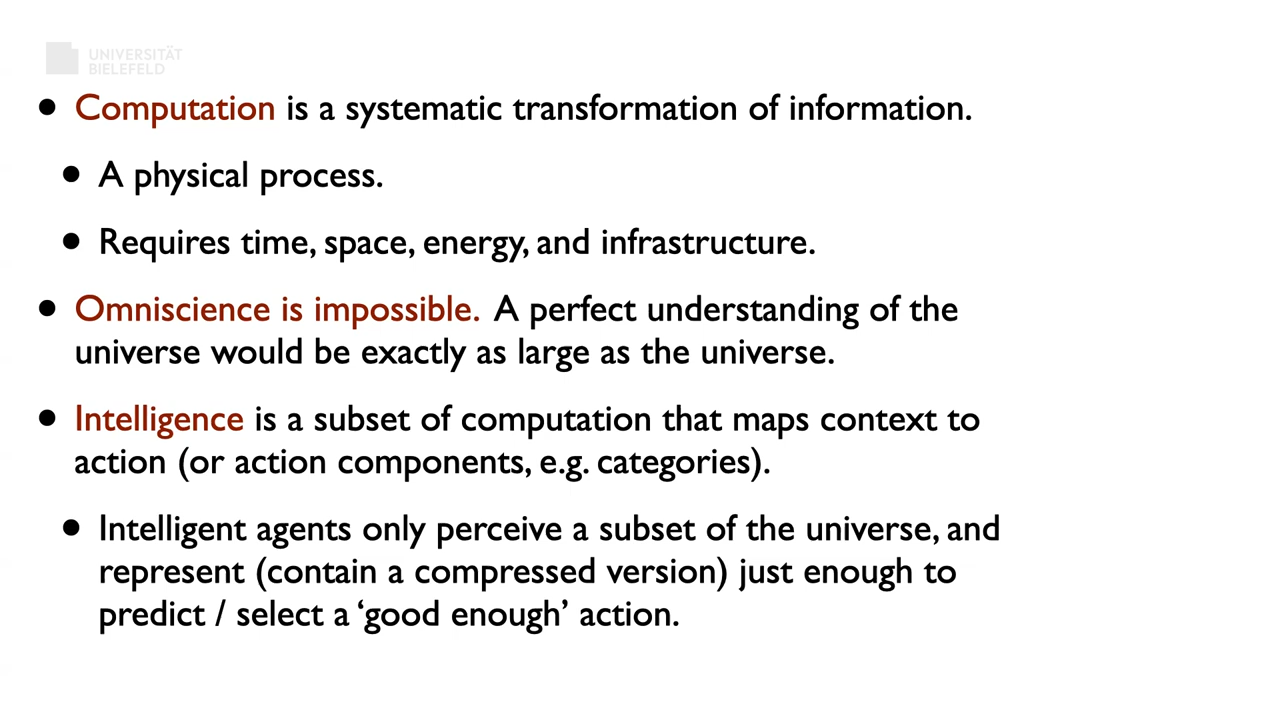 UNIVERSITÄT
BIELEFELD
• Computation is a systematic transformation of information.
• A physical process.
• Requires time, space, energy, and infrastructure.
• Omniscience is impossible. A perfect understanding of the
universe would be exactly as large as the universe.
• Intelligence is a subset of computation that maps context to
action (or action components, e.g. categories).
• Intelligent agents only perceive a subset of the universe, and
represent (contain a compressed version) just enough to
predict / select a ‘good enough’ action.